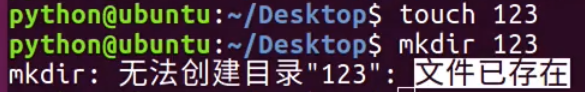 python@ubuntu:~/Desktop$ touch 123
python@ubuntu:~/Desktop$ mkdir 123
mkdir: 无法创建目录"123": 文件已存在